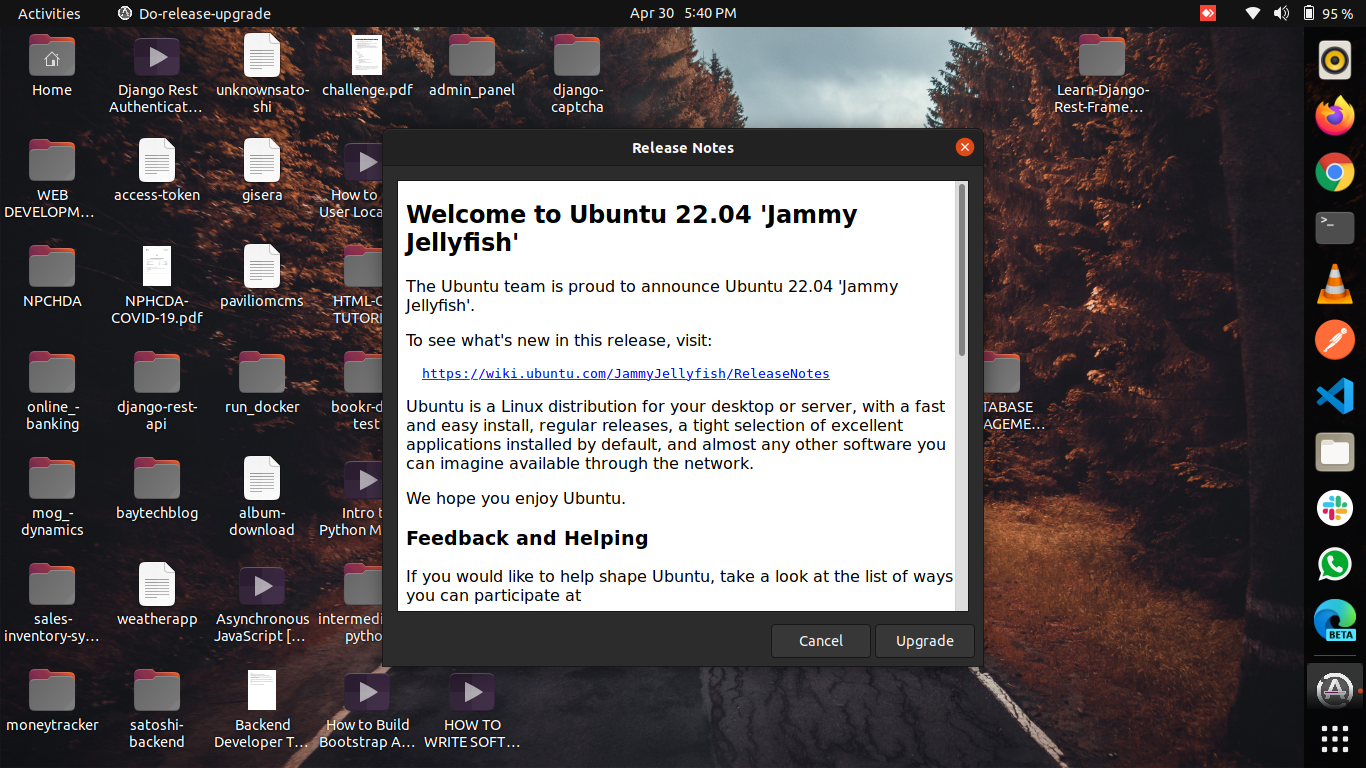 Activities
Do-release-upgrade
Apr 30 5:40 PM
95 %
Home
Django Rest
Authenticat...
unknownsato-
shi
challenge.pdf
admin_panel
django-
captcha
Learn-Django-
Rest-Frame...
WEB
DEVELOPM...
access-token
gisera
How to
User Loca
NPCHDA
NPHCDA-
COVID-19.pdf
paviliomcms
HTML-C
TUTORI
online_-
banking
django-rest-
api
run_docker
bookr-d
test
TABASE
AGEME...
mog_-
dynamics
baytechblog
album-
download
Intro t
Python M
sales-
inventory-sy...
weatherapp
Asynchronous
JavaScript [...
intermedi
pytho
moneytracker
satoshi-
backend
Backend
Developer T...
How to Build
Bootstrap A...
HOW TO
WRITE SOFT...
Release Notes
Welcome to Ubuntu 22.04 'Jammy
Jellyfish'
The Ubuntu team is proud to announce Ubuntu 22.04 'Jammy
Jellyfish'.
To see what's new in this release, visit:
https://wiki.ubuntu.com/JammyJellyfish/ReleaseNotes
Ubuntu is a Linux distribution for your desktop or server, with a fast
and easy install, regular releases, a tight selection of excellent
applications installed by default, and almost any other software you
can imagine available through the network.
We hope you enjoy Ubuntu.
Feedback and Helping
If you would like to help shape Ubuntu, take a look at the list of ways
you can participate at
Cancel
Upgrade
>_
BETA